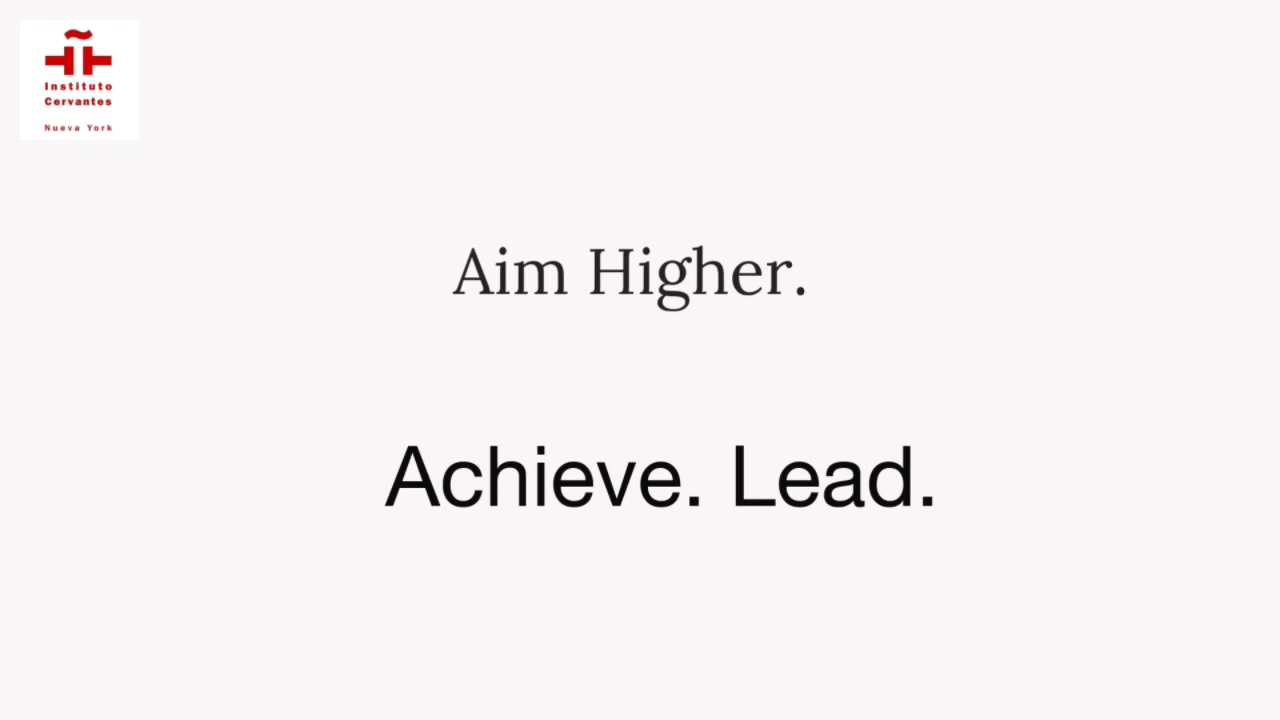 Instituto
Cervantes
Nueva York
Aim Higher.
Achieve. Lead.